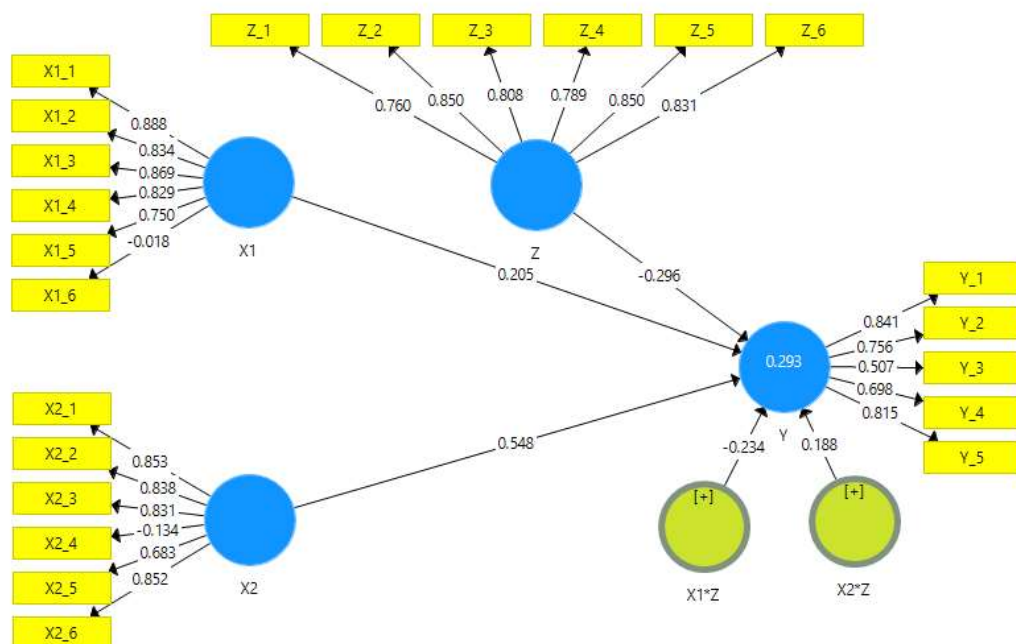 Z_1
Z_2
Z_3
Z_4
Z_5
Z_6
0.760
0.850
0.808
0.789
0.850
0.831
Z
X1_1
X1_2
X1_3
X1_4
X1_5
X1_6
0.888
0.834
0.869
0.829
0.750
-0.018
X1
0.205
-0.296
X2_1
X2_2
X2_3
X2_4
X2_5
X2_6
0.853
0.838
0.831
-0.134
0.683
0.852
X2
0.548
0.293
Y
0.841
0.756
0.507
0.698
0.815
Y_1
Y_2
Y_3
Y_4
Y_5
-0.234
0.188
[+]
[+]
X1*Z
X2*Z